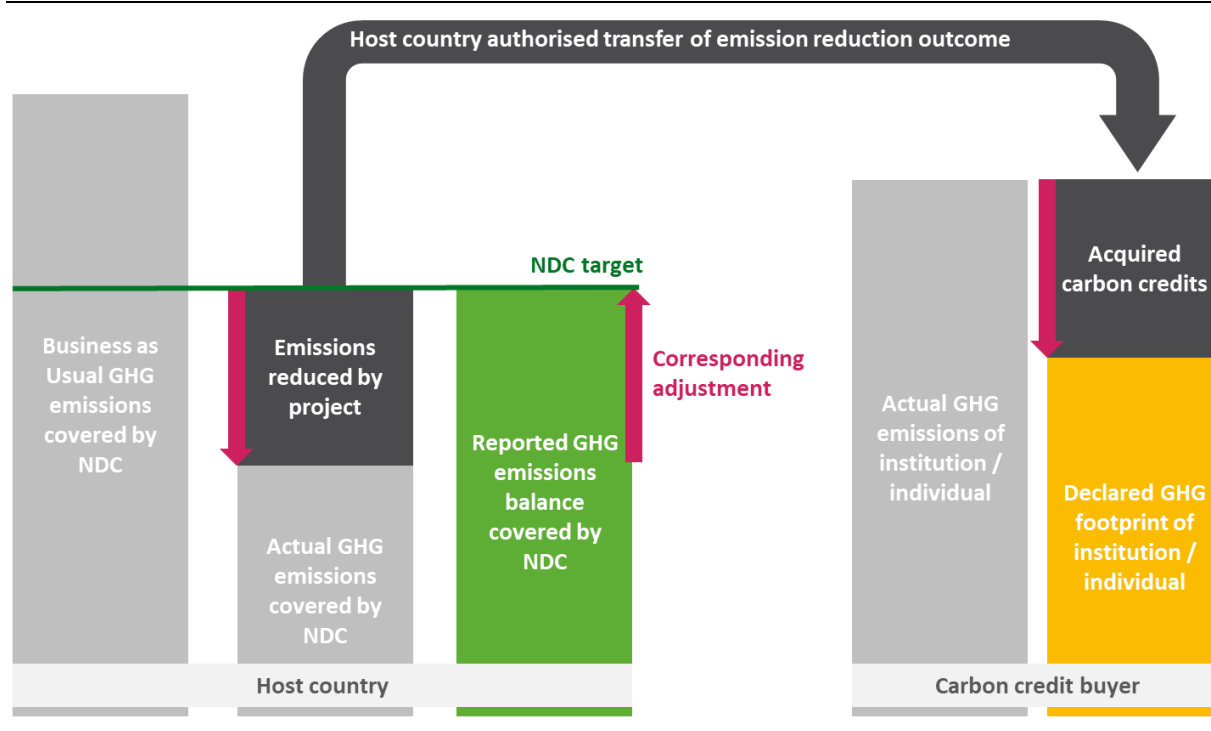 Host country authorised transfer of emission reduction outcome
NDC target
Business as
Usual GHG
emissions
covered by
NDC
Emissions
reduced by
project
Actual GHG
emissions
covered by
NDC
Reported GHG
emissions
balance
covered by
NDC
Corresponding
adjustment
Host country
Actual GHG
emissions of
institution /
individual
Acquired
carbon credits
Declared GHG
footprint of
institution /
individual
Carbon credit buyer